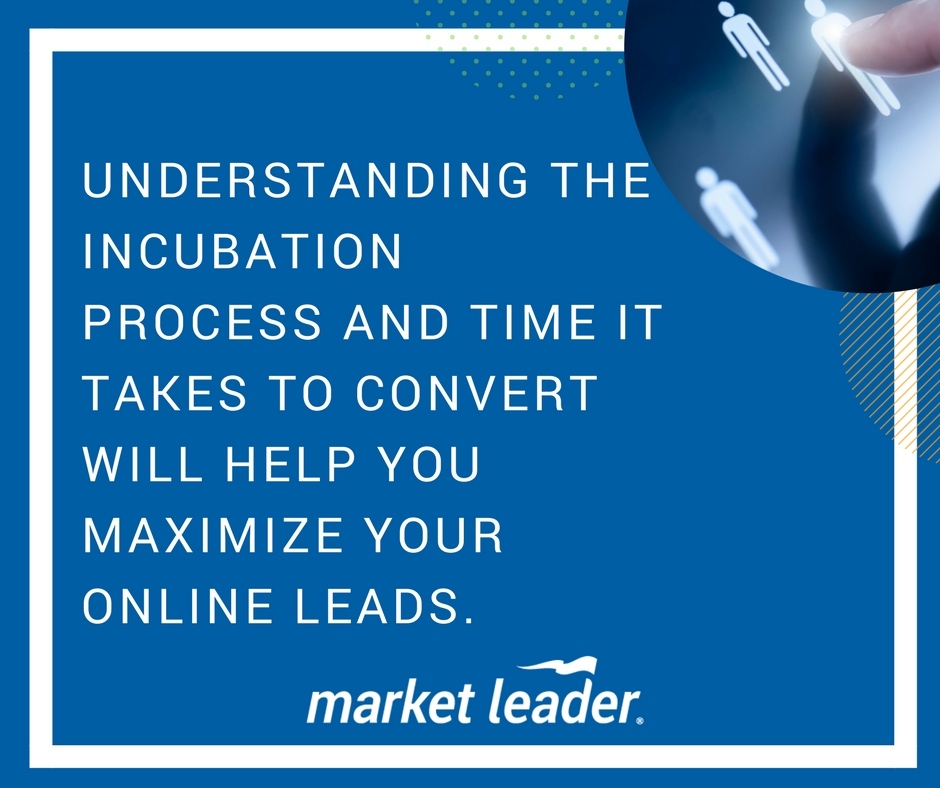 UNDERSTANDING THE
INCUBATION
PROCESS AND TIME IT
TAKES TO CONVERT
WILL HELP YOU
MAXIMIZE YOUR
ONLINE LEADS.
market leader®